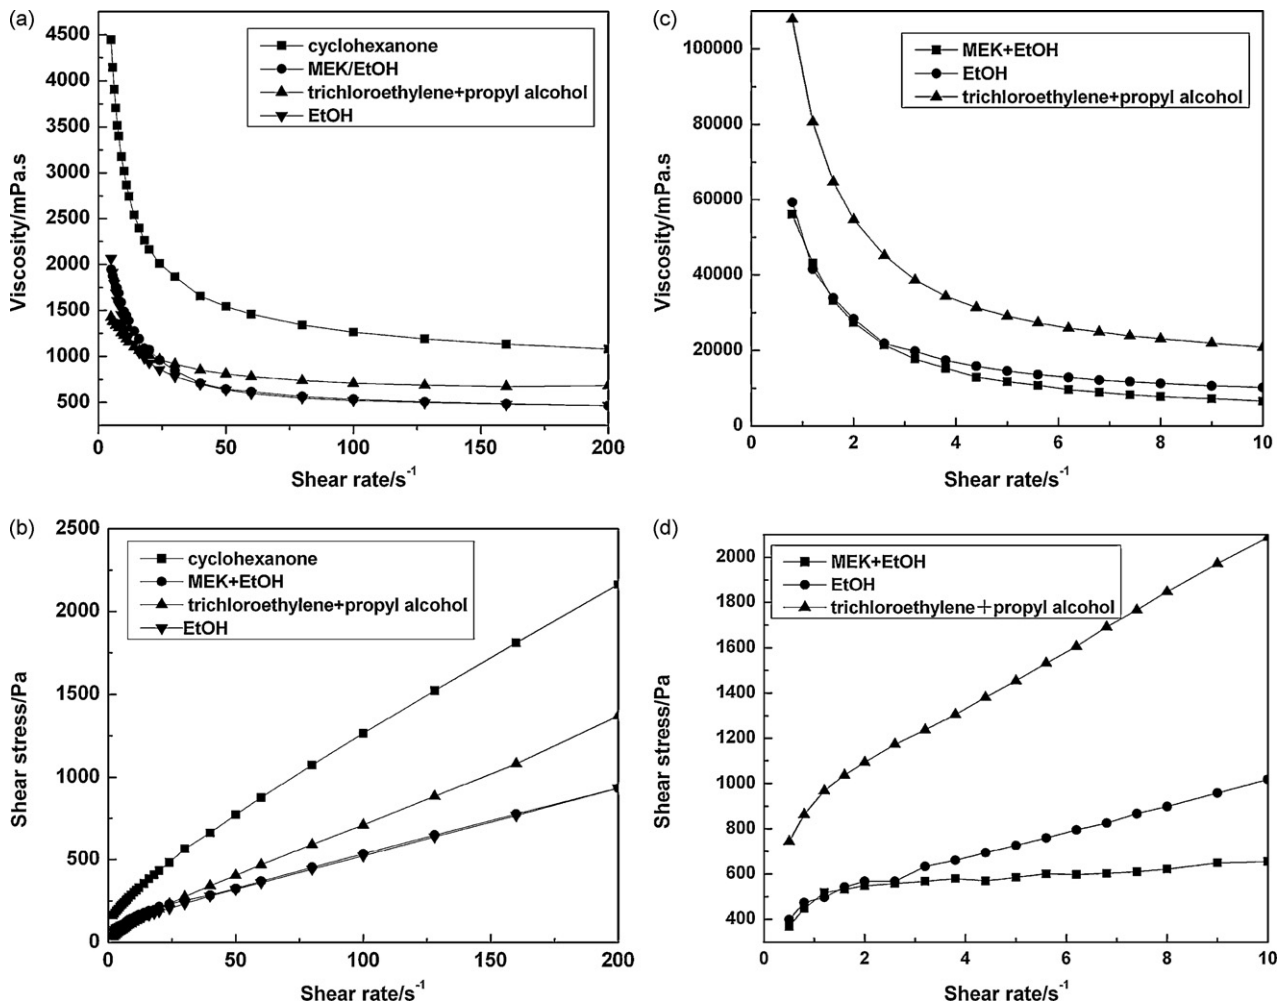 (a)
4500
4000
3500
3000
2500
2000
1500
1000
500
Viscosity/mPa.s
cyclohexanone
MEK/EtOH
trichloroethylene+propyl alcohol
EtOH
0 50 100 150 200
Shear rate/s-1
(c)
100000
80000
60000
40000
20000
0
Viscosity/mPa.s
MEK+EtOH
EtOH
trichloroethylene+propyl alcohol
0 2 4 6 8 10
Shear rate/s-1
(b)
2500
2000
1500
1000
500
0
Shear stress/Pa
cyclohexanone
MEK+EtOH
trichloroethylene+propyl alcohol
EtOH
0 50 100 150 200
Shear rate/s-1
(d)
2000
1800
1600
1400
1200
1000
800
600
400
Shear stress/Pa
MEK+EtOH
EtOH
trichloroethylene+propyl alcohol
0 2 4 6 8 10
Shear rate/s-1